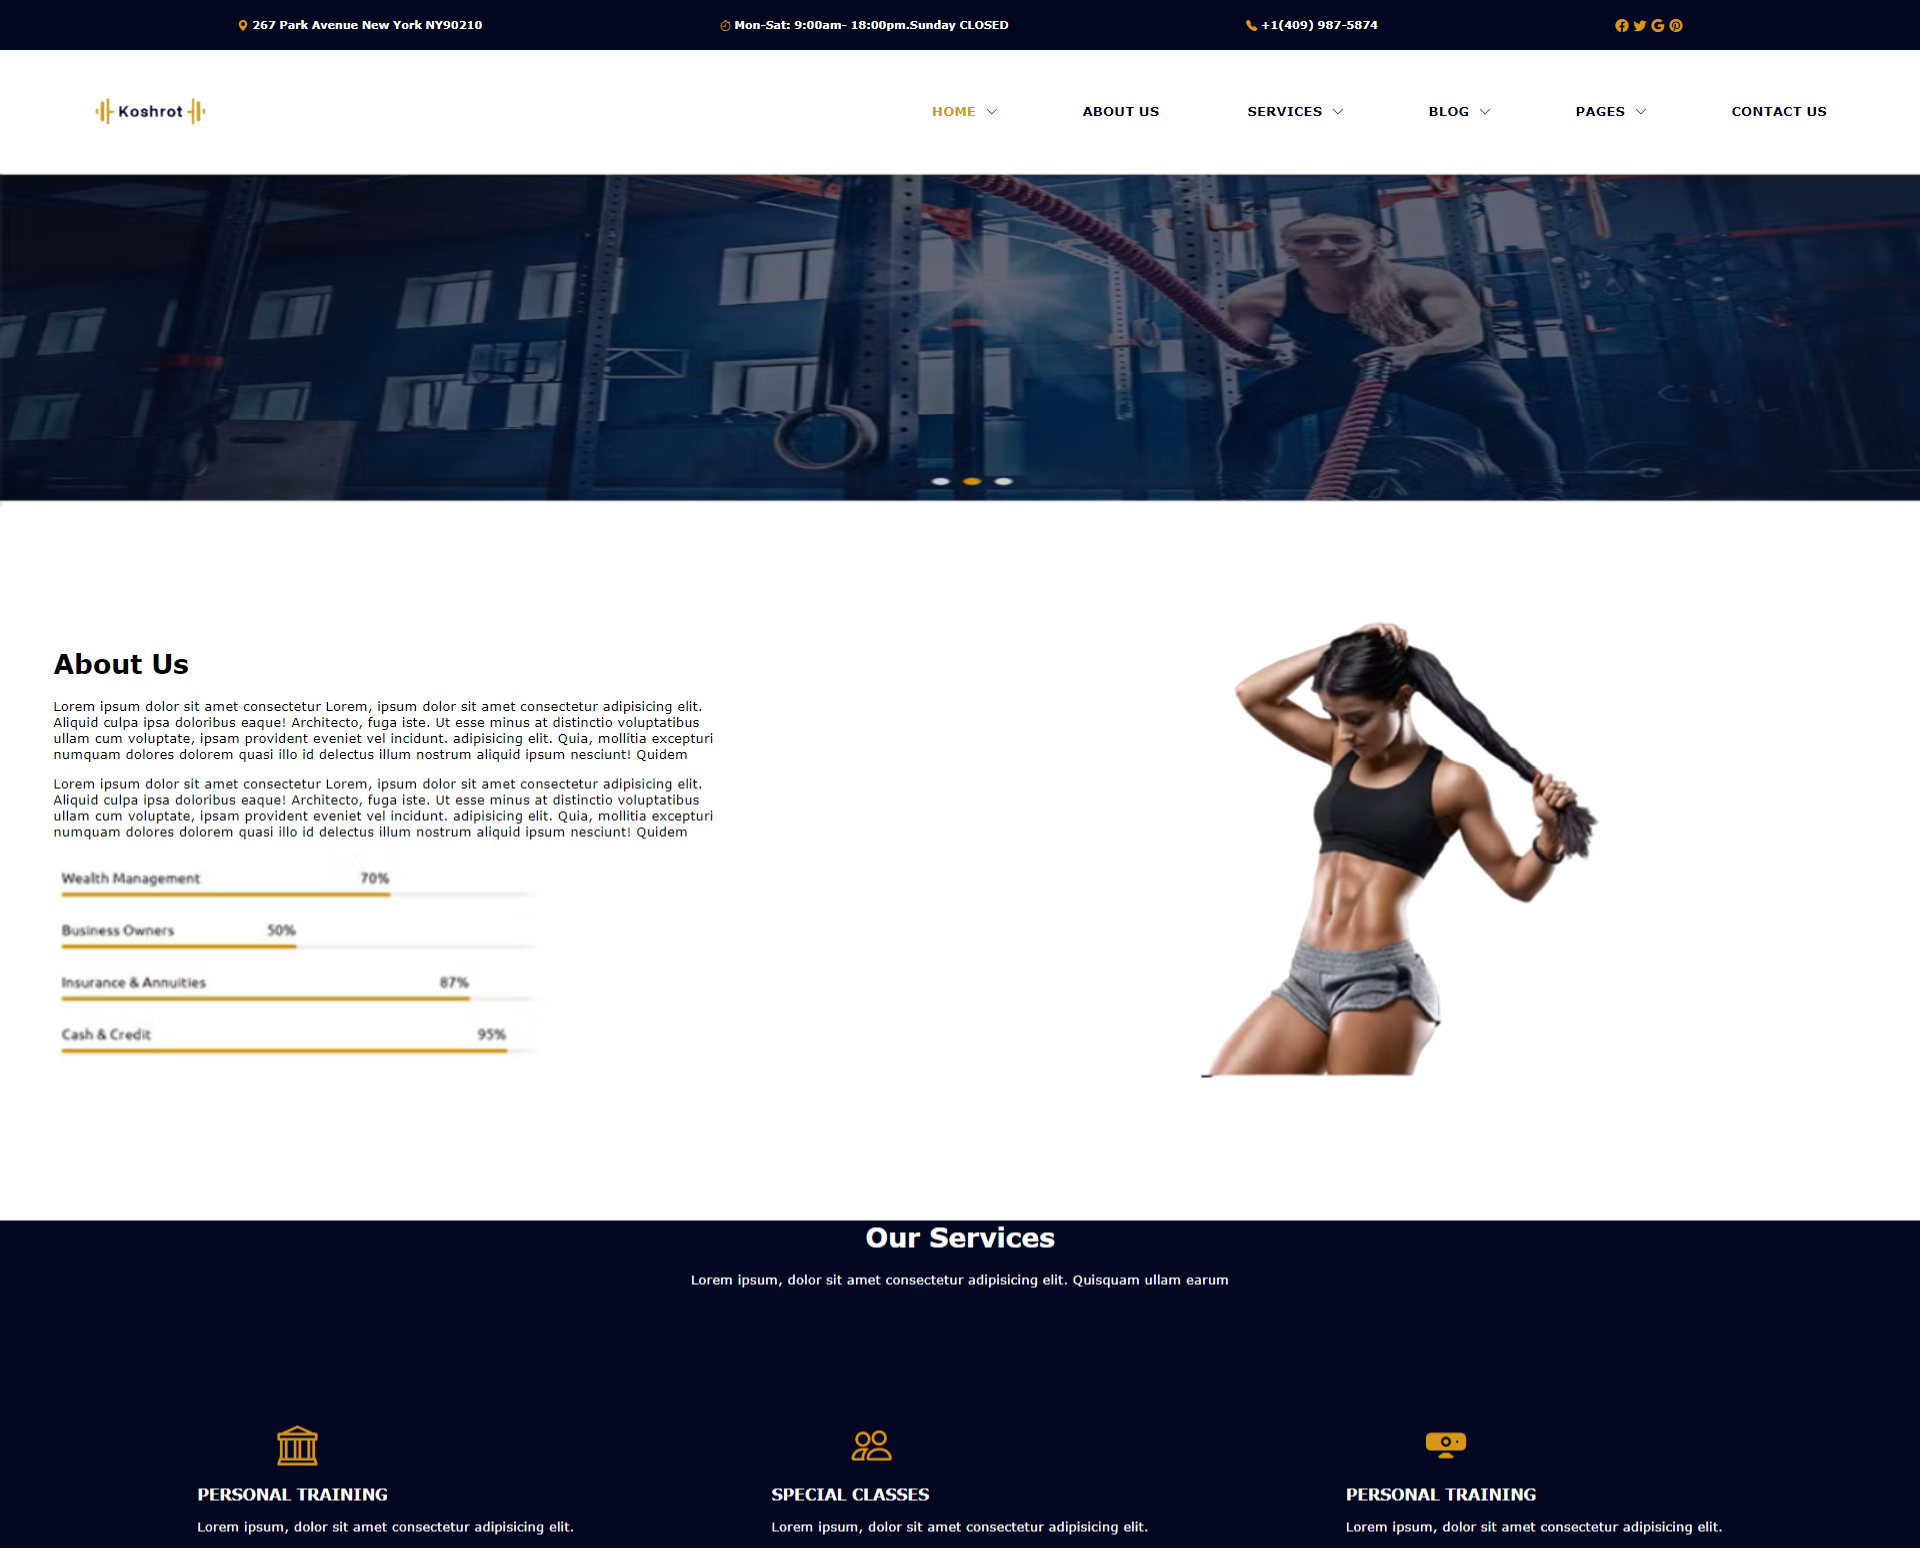 267 Park Avenue New York NY90210
Mon-Sat: 9:00am- 18:00pm.Sunday CLOSED
+1(409) 987-5874
Koshrot
HOME
ABOUT US
SERVICES
BLOG
PAGES
CONTACT US
About Us
Lorem ipsum dolor sit amet consectetur Lorem, ipsum dolor sit amet consectetur adipisicing elit.
Aliquid culpa ipsa doloribus eaque! Architecto, fuga iste. Ut esse minus at distinctio voluptatibus
ullam cum voluptate, ipsam provident eveniet vel incidunt. adipisicing elit. Quia, mollitia excepturi
numquam dolores dolorem quasi illo id delectus illum nostrum aliquid ipsum nesciunt! Quidem
Lorem ipsum dolor sit amet consectetur Lorem, ipsum dolor sit amet consectetur adipisicing elit.
Aliquid culpa ipsa doloribus eaque! Architecto, fuga iste. Ut esse minus at distinctio voluptatibus
ullam cum voluptate, ipsam provident eveniet vel incidunt. adipisicing elit. Quia, mollitia excepturi
numquam dolores dolorem quasi illo id delectus illum nostrum aliquid ipsum nesciunt! Quidem
Wealth Management 70%
Business Owners 50%
Insurance & Annuities 87%
Cash & Credit 95%
Our Services
Lorem ipsum, dolor sit amet consectetur adipisicing elit. Quisquam ullam earum
PERSONAL TRAINING
Lorem ipsum, dolor sit amet consectetur adipisicing elit.
SPECIAL CLASSES
Lorem ipsum, dolor sit amet consectetur adipisicing elit.
PERSONAL TRAINING
Lorem ipsum, dolor sit amet consectetur adipisicing elit.